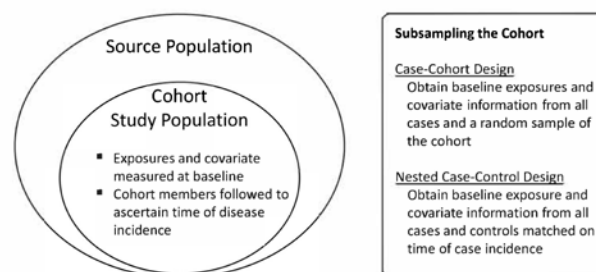 Source Population
Cohort
Study Population
▪ Exposures and covariate
measured at baseline
▪ Cohort members followed to
ascertain time of disease
incidence
Subsampling the Cohort
Case-Cohort Design
Obtain baseline exposures and
covariate information from all
cases and a random sample of
the cohort
Nested Case-Control Design
Obtain baseline exposure and
covariate information from all
cases and controls matched on
time of case incidence